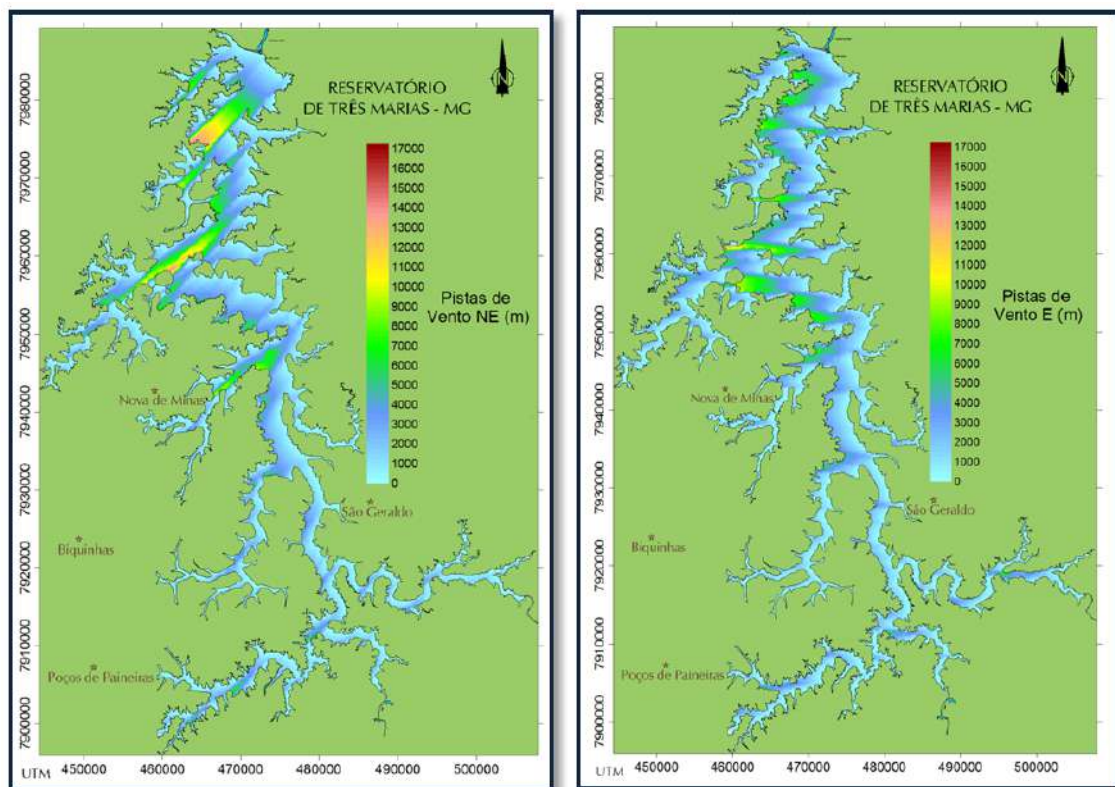 RESERVATÓRIO
DE TRÊS MARIAS - MG
N
17000
16000
15000
14000
13000
12000
11000
10000
9000
8000
7000
6000
5000
4000
3000
2000
1000
0
Pistas de
Vento NE (m)
Nova de Minas
São Geraldo
Biquinhas
Poços de Paineiras
7980000
7970000
7960000
7950000
7940000
7930000
7920000
7910000
7900000
UTM
450000 460000 470000 480000 490000 500000
RESERVATÓRIO
DE TRÊS MARIAS - MG
N
17000
16000
15000
14000
13000
12000
11000
10000
9000
8000
7000
6000
5000
4000
3000
2000
1000
0
Pistas de
Vento E (m)
Nova de Minas
São Geraldo
Biquinhas
Poços de Paineiras
7980000
7970000
7960000
7950000
7940000
7930000
7920000
7910000
7900000
UTM
450000 460000 470000 480000 490000 500000